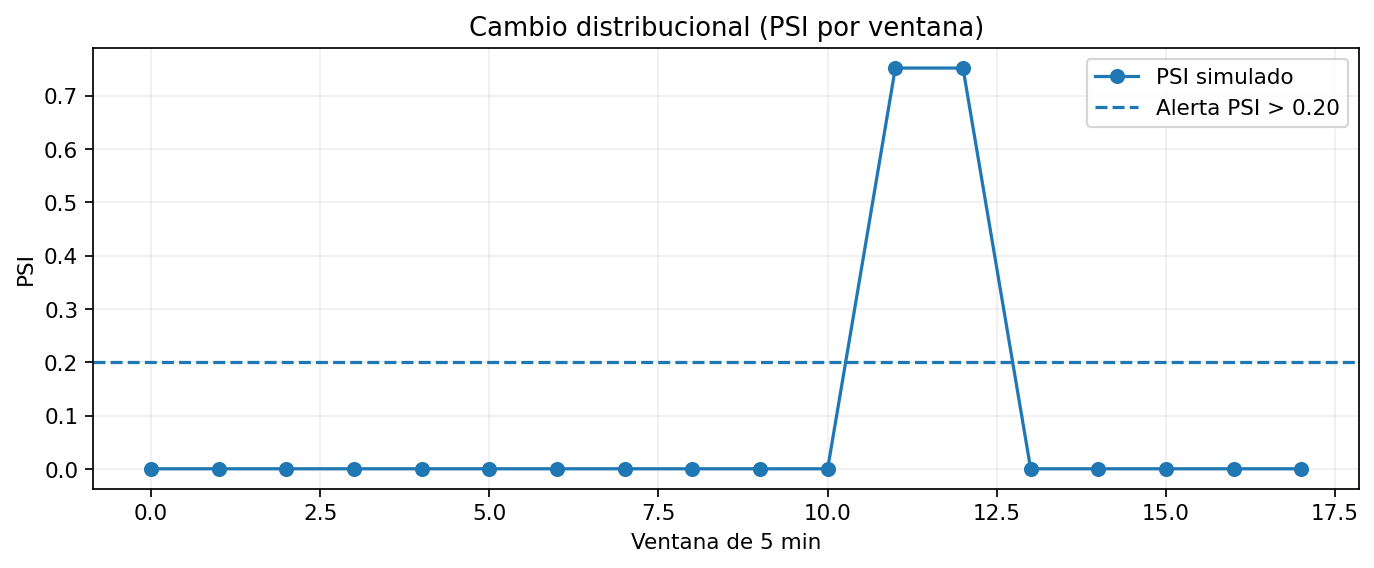 Cambio distribucional (PSI por ventana)
PSI simulado
Alerta PSI > 0.20
PSI
0.7
0.6
0.5
0.4
0.3
0.2
0.1
0.0
0.0 2.5 5.0 7.5 10.0 12.5 15.0 17.5
Ventana de 5 min